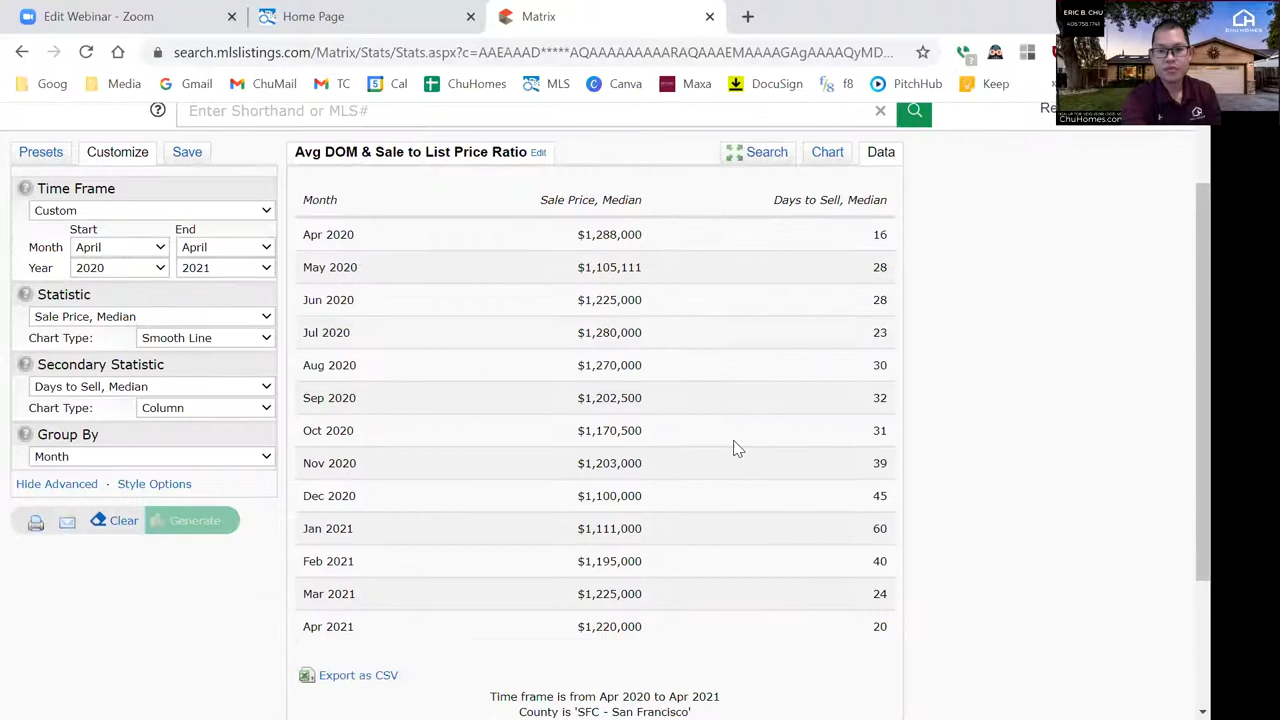 Edit Webinar - Zoom
Home Page
Matrix
search.mlslistings.com/Matrix/Stats/Stats.aspx?c=AAEAAAD*****AQAAAAAAAAARAQAAAEMAAAAGAgAAAAQyMD...
Goog
Media
Gmail
ChuMail
TC
Cal
ChuHomes
MLS
Canva
Maxa
DocuSign
f8
PitchHub
Keep
ERIC B. CHU
CHU HOMES
ChuHomes.com
Enter Shorthand or MLS#
Re
Presets
Customize
Save
Avg DOM & Sale to List Price Ratio Edit
Search
Chart
Data
Time Frame
Custom
Start End
Month April April
Year 2020 2021
Statistic
Sale Price, Median
Chart Type: Smooth Line
Secondary Statistic
Days to Sell, Median
Chart Type: Column
Group By
Month
Hide Advanced · Style Options
Clear
Generate
Month Sale Price, Median Days to Sell, Median
Apr 2020 $1,288,000 16
May 2020 $1,105,111 28
Jun 2020 $1,225,000 28
Jul 2020 $1,280,000 23
Aug 2020 $1,270,000 30
Sep 2020 $1,202,500 32
Oct 2020 $1,170,500 31
Nov 2020 $1,203,000 39
Dec 2020 $1,100,000 45
Jan 2021 $1,111,000 60
Feb 2021 $1,195,000 40
Mar 2021 $1,225,000 24
Apr 2021 $1,220,000 20
Export as CSV
Time frame is from Apr 2020 to Apr 2021
County is 'SFC - San Francisco'